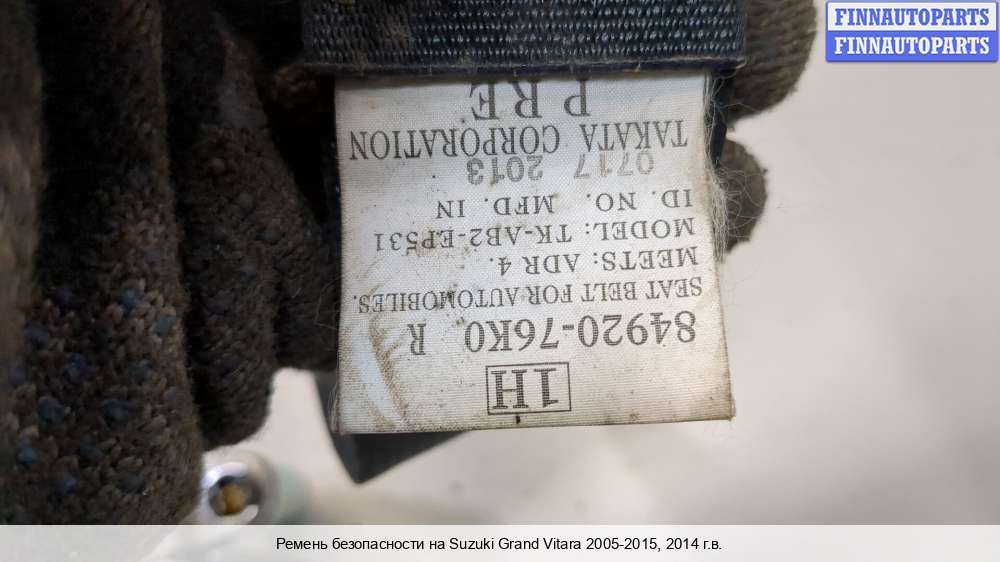 FINNAUTOPARTS
FINNAUTOPARTS
1H
84920-76K0 R
SEAT BELT FOR AUTOMOBILES.
MEETS: ADR 4.
MODEL: TK-AB2-EP531
ID. NO. MFD. IN
0717 2013
TAKATA CORPORATION
P RE
Ремень безопасности на Suzuki Grand Vitara 2005-2015, 2014 г.в.